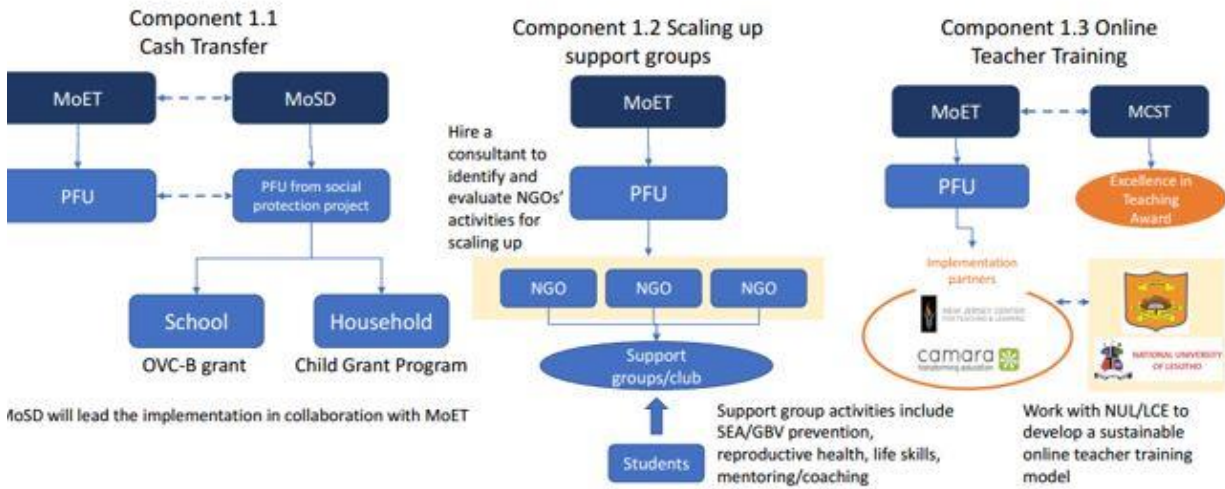 Component 1.1
Cash Transfer
MoET
MoSD
PFU
PFU from social
protection project
School
Household
OVC-B grant
Child Grant Program
MoSD will lead the implementation in collaboration with MoET
Component 1.2 Scaling up
support groups
MoET
Hire a
consultant to
identify and
evaluate NGOs'
activities for
scaling up
PFU
NGO
NGO
NGO
Support
groups/club
Students
Support group activities include
SEA/GBV prevention,
reproductive health, life skills,
mentoring/coaching
Component 1.3 Online
Teacher Training
MoET
MCST
PFU
Excellence in
Teaching
Award
Implementation
partners
NEW JERSEY CENTER
FOR TEACHING & LEARNING
camara
transforming education
NATIONAL UNIVERSITY
OF LESOTHO
Work with NUL/LCE to
develop a sustainable
online teacher training
model